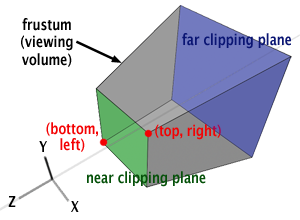 frustum
(viewing
volume)
far clipping plane
(bottom,
left)
(top, right)
near clipping plane
Y
Z
X